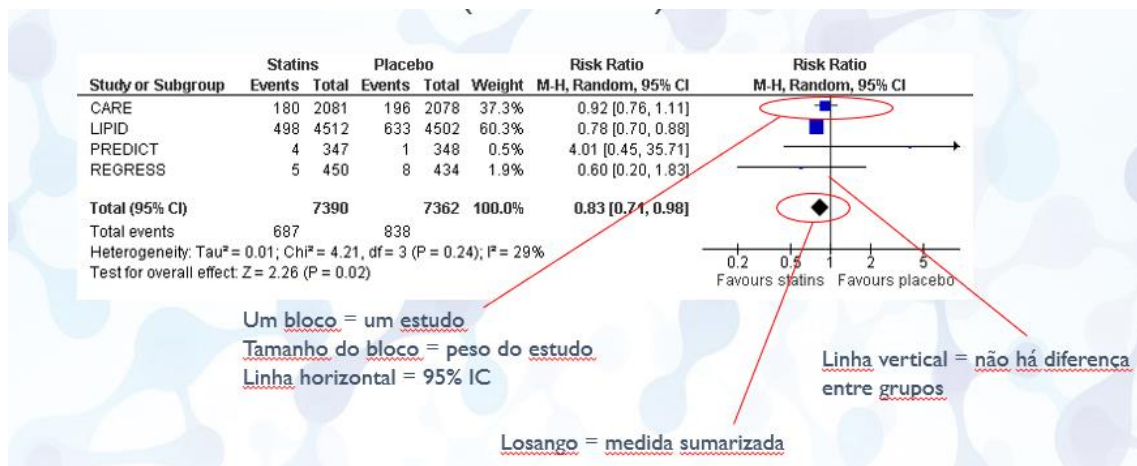 Statins Placebo Risk Ratio Risk Ratio
Study or Subgroup Events Total Events Total Weight M-H, Random, 95% CI M-H, Random, 95% CI
CARE 180 2081 196 2078 37.3% 0.92 [0.76, 1.11]
LIPID 498 4512 633 4502 60.3% 0.78 [0.70, 0.88]
PREDICT 4 347 1 348 0.5% 4.01 [0.45, 35.71]
REGRESS 5 450 8 434 1.9% 0.60 [0.20, 1.83]
Total (95% CI) 7390 7362 100.0% 0.83 [0.71, 0.98]
Total events 687 838
Heterogeneity: Tau² = 0.01; Chi² = 4.21, df = 3 (P = 0.24); I² = 29%
Test for overall effect: Z = 2.26 (P = 0.02)
0.2 0.5 1 2 5
Favours statins Favours placebo
Um bloco = um estudo
Tamanho do bloco = peso do estudo
Linha horizontal = 95% IC
Linha vertical = não há diferença
entre grupos
Losango = medida sumarizada